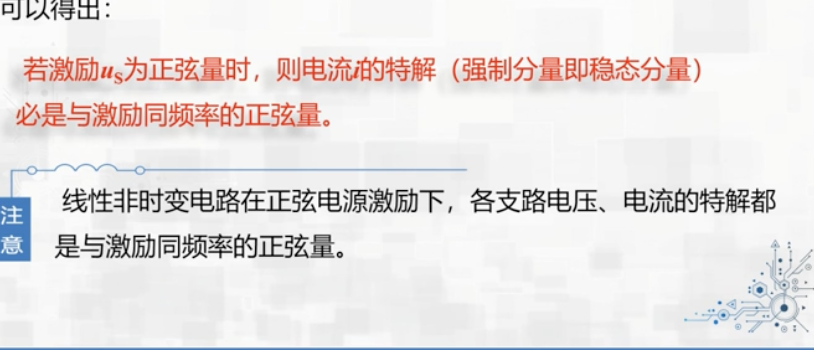 可以得出：
若激励uS为正弦量时，则电流i的特解（强制分量即稳态分量）
必是与激励同频率的正弦量。
注意
线性非时变电路在正弦电源激励下，各支路电压、电流的特解都
是与激励同频率的正弦量。